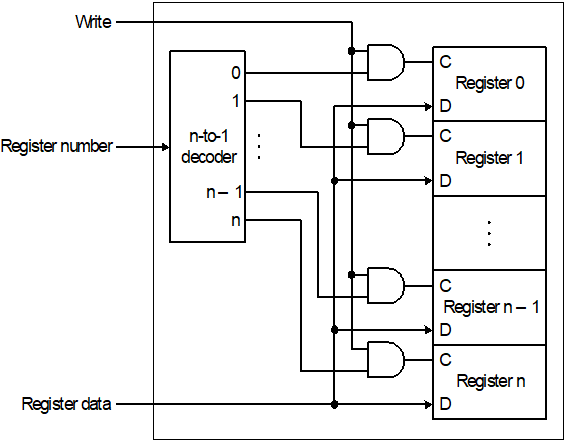 Write
0
1
n-to-1
decoder
⋮
n – 1
n
Register number
Register data
C
Register 0
D
C
Register 1
D
⋮
C
Register n – 1
D
C
Register n
D